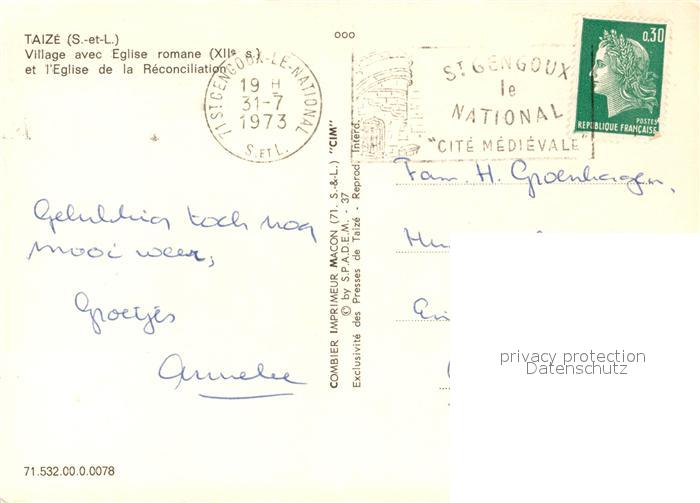 TAIZÉ (S.-et-L.)
Village avec Eglise romane (XIIe s.)
et l'Eglise de la Réconciliation
71 ST GENGOUX-LE-NATIONAL
19 H
31-7
1973
S. ET L.
ST GENGOUX
le
NATIONAL
"CITÉ MÉDIÉVALE"
0,30
POSTES
REPUBLIQUE FRANÇAISE
Gelukkig toch nog
mooi weer,
Groetjes
Annelie
COMBIER IMPRIMEUR MACON (71. S.-&-L.) "CIM"
© by S.P.A.D.E.M. - 37
Exclusivité des Presses de Taizé - Reprod. Interd.
Fam. H. Groenhagen,
privacy protection
Datenschutz
71.532.00.0.0078